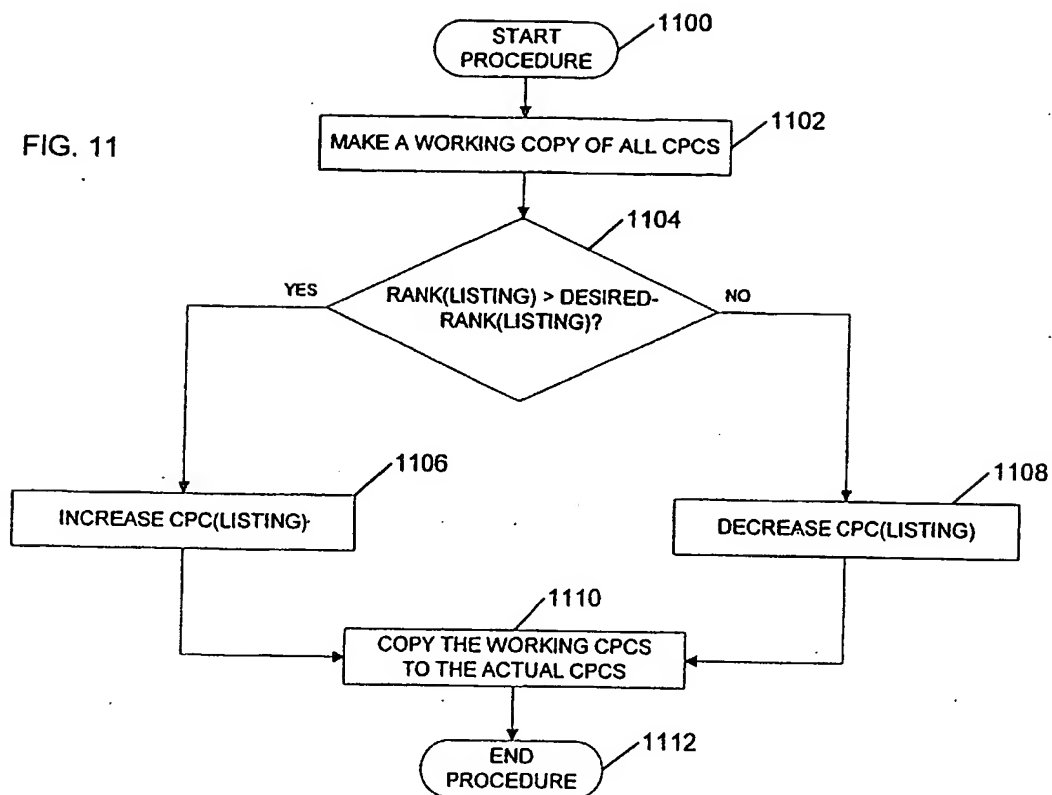 START
PROCEDURE
1100
FIG. 11
MAKE A WORKING COPY OF ALL CPCS
1102
1104
RANK(LISTING) > DESIRED-
RANK(LISTING)?
YES
NO
1106
INCREASE CPC(LISTING)
1108
DECREASE CPC(LISTING)
1110
COPY THE WORKING CPCS
TO THE ACTUAL CPCS
END
PROCEDURE
1112